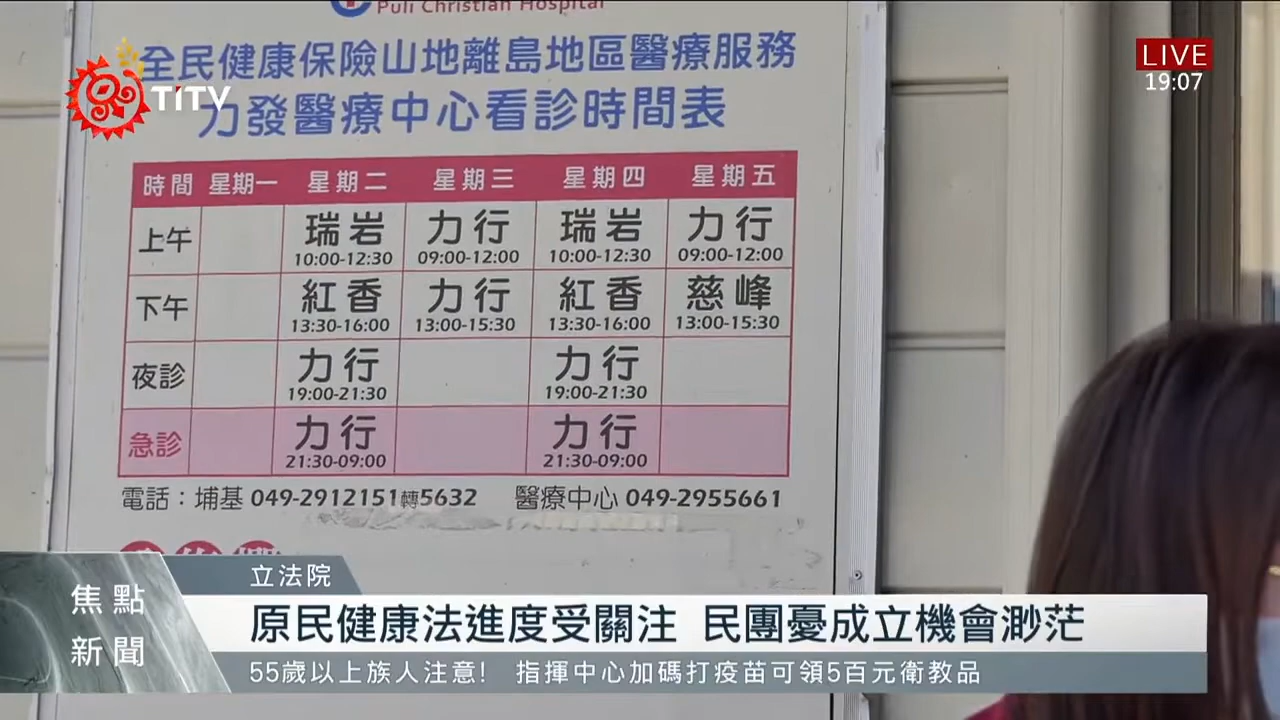 Puli Christian Hospital
全民健康保險山地離島地區醫療服務
力發醫療中心看診時間表
TITV
LIVE
19:07
時間 星期一 星期二 星期三 星期四 星期五
上午 瑞岩 力行 瑞岩 力行
10:00-12:30 09:00-12:00 10:00-12:30 09:00-12:00
下午 紅香 力行 紅香 慈峰
13:30-16:00 13:00-15:30 13:30-16:00 13:00-15:30
夜診 力行 力行
19:00-21:30 19:00-21:30
急診 力行 力行
21:30-09:00 21:30-09:00
電話：埔基 049-2912151轉5632 醫療中心 049-2955661
焦點
新聞
立法院
原民健康法進度受關注 民團憂成立機會渺茫
55歲以上族人注意! 指揮中心加碼打疫苗可領5百元衛教品